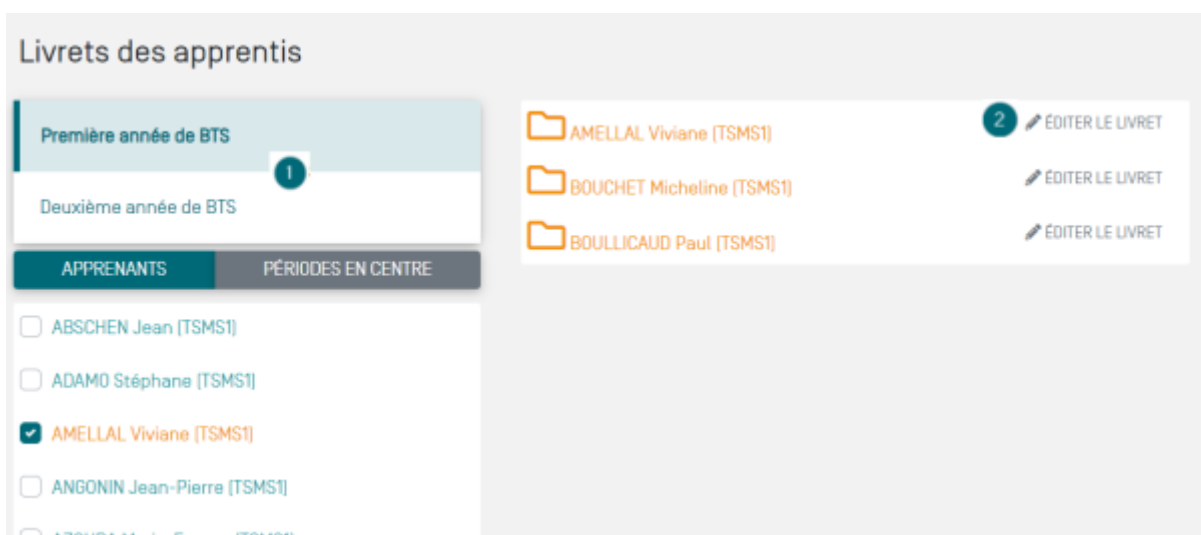 Livrets des apprentis
Première année de BTS
1
Deuxième année de BTS
APPRENANTS
PÉRIODES EN CENTRE
ABSCHEN Jean (TSMS1)
ADAMO Stéphane (TSMS1)
AMELLAL Viviane (TSMS1)
ANGONIN Jean-Pierre (TSMS1)
AMELLAL Viviane (TSMS1)
2
ÉDITER LE LIVRET
BOUCHET Micheline (TSMS1)
ÉDITER LE LIVRET
BOULLICAUD Paul (TSMS1)
ÉDITER LE LIVRET